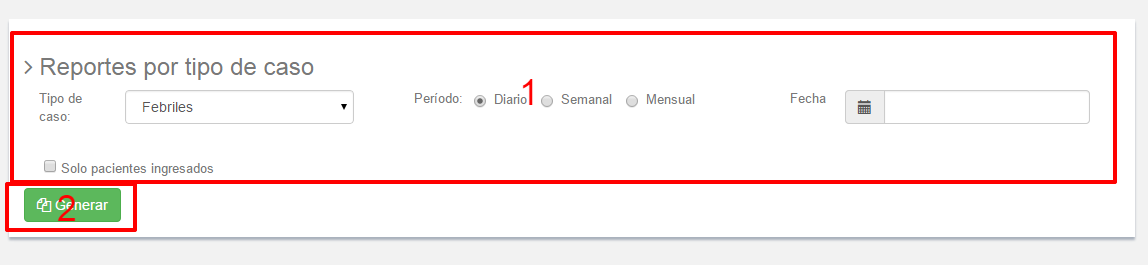 Reportes por tipo de caso
1
Tipo de caso: Febriles Período: Diario Semanal Mensual Fecha
Solo pacientes ingresados
Generar
2